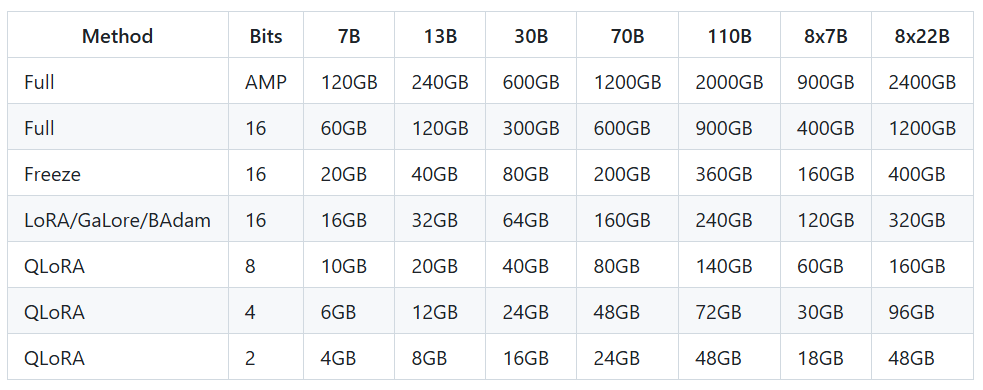 Method Bits 7B 13B 30B 70B 110B 8x7B 8x22B
Full AMP 120GB 240GB 600GB 1200GB 2000GB 900GB 2400GB
Full 16 60GB 120GB 300GB 600GB 900GB 400GB 1200GB
Freeze 16 20GB 40GB 80GB 200GB 360GB 160GB 400GB
LoRA/GaLore/BAdam 16 16GB 32GB 64GB 160GB 240GB 120GB 320GB
QLoRA 8 10GB 20GB 40GB 80GB 140GB 60GB 160GB
QLoRA 4 6GB 12GB 24GB 48GB 72GB 30GB 96GB
QLoRA 2 4GB 8GB 16GB 24GB 48GB 18GB 48GB